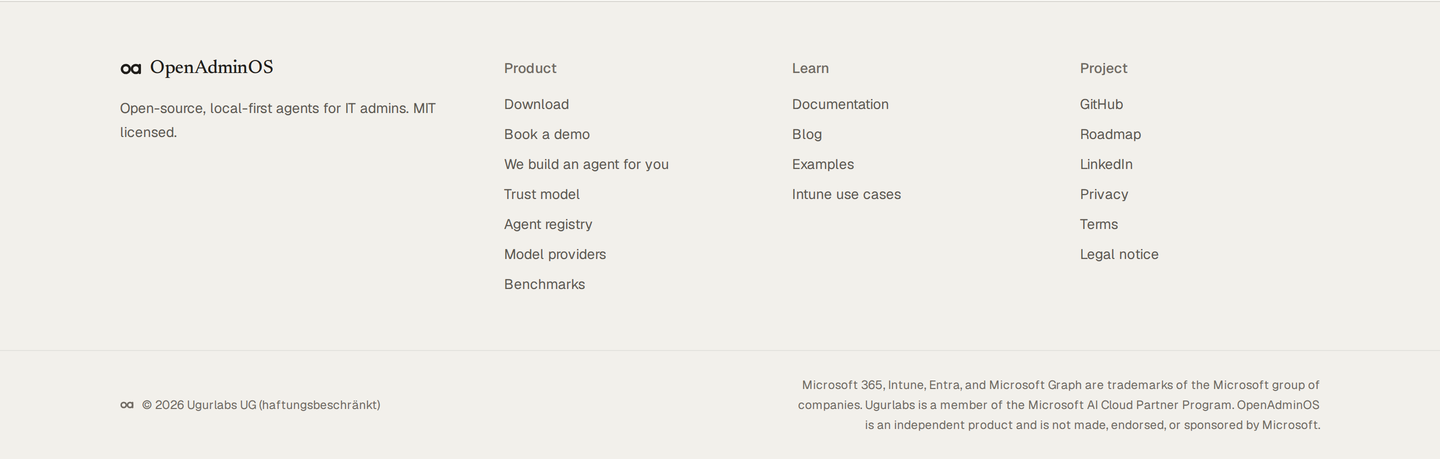 oa OpenAdminOS
Open-source, local-first agents for IT admins. MIT
licensed.
Product
Download
Book a demo
We build an agent for you
Trust model
Agent registry
Model providers
Benchmarks
Learn
Documentation
Blog
Examples
Intune use cases
Project
GitHub
Roadmap
LinkedIn
Privacy
Terms
Legal notice
oa © 2026 Ugurlabs UG (haftungsbeschränkt)
Microsoft 365, Intune, Entra, and Microsoft Graph are trademarks of the Microsoft group of
companies. Ugurlabs is a member of the Microsoft AI Cloud Partner Program. OpenAdminOS
is an independent product and is not made, endorsed, or sponsored by Microsoft.